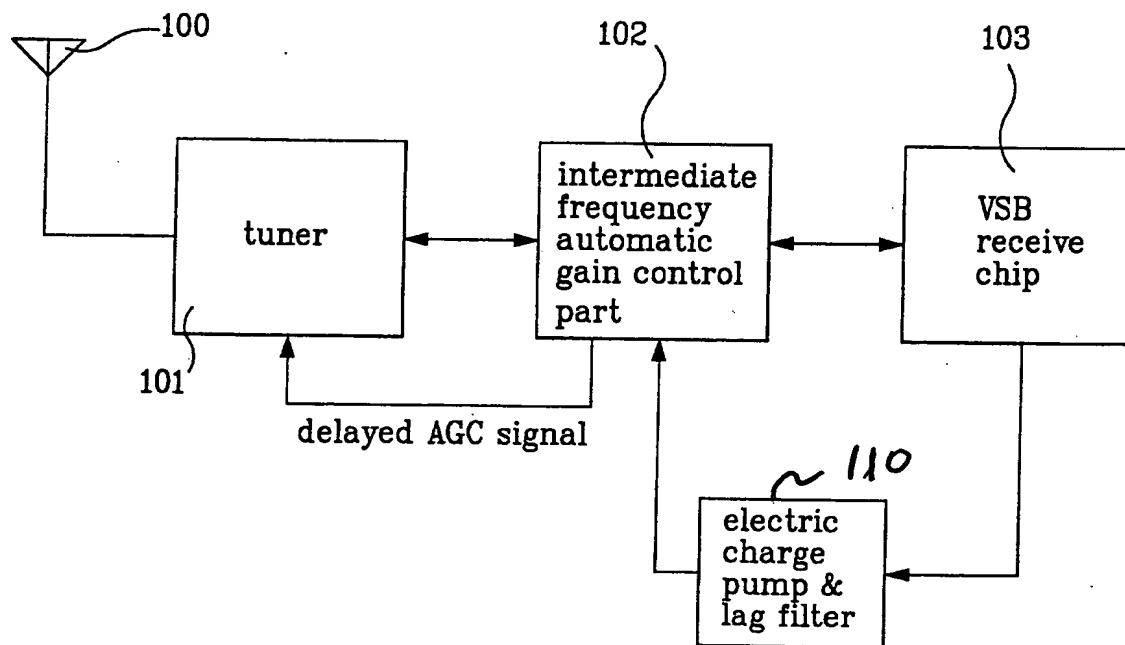 100
102
103
tuner
intermediate
frequency
automatic
gain control
part
VSB
receive
chip
101
delayed AGC signal
110
electric
charge
pump &
lag filter